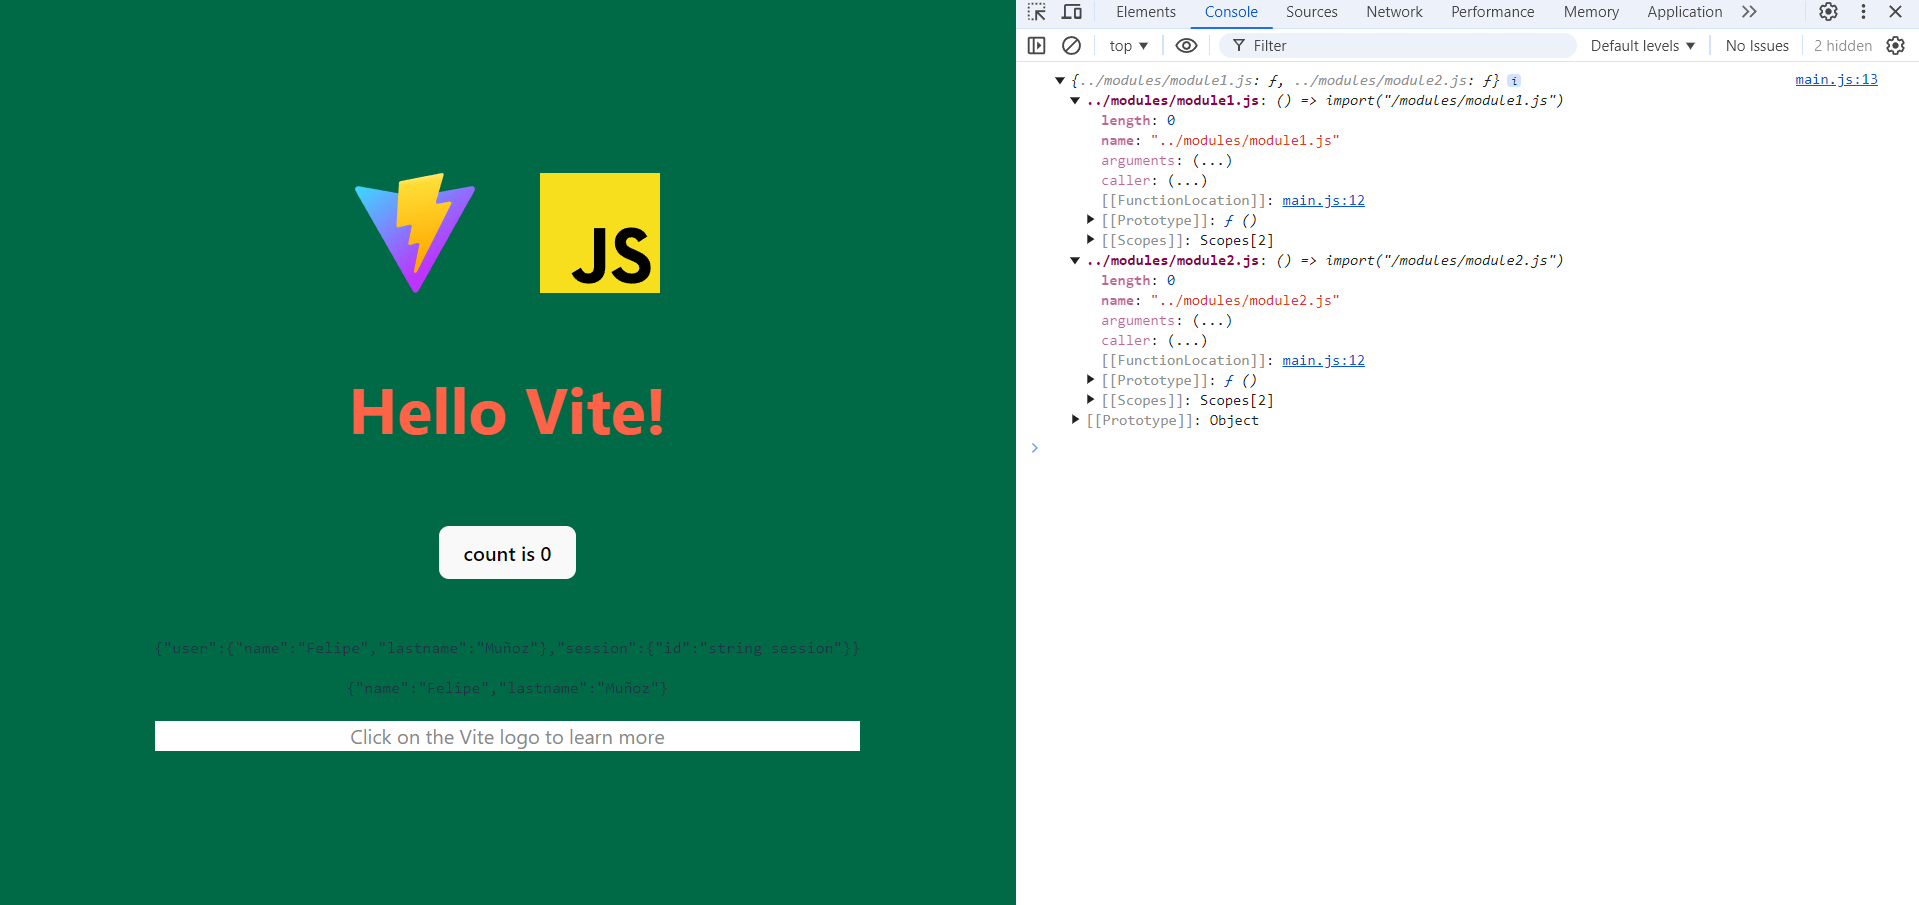 JS
Hello Vite!
count is 0
{"user":{"name":"Felipe","lastname":"Muñoz"},"session":{"id":"string session"}}
{"name":"Felipe","lastname":"Muñoz"}
Click on the Vite logo to learn more
Elements Console Sources Network Performance Memory Application
top Filter Default levels No Issues 2 hidden
{../modules/module1.js: ƒ, ../modules/module2.js: ƒ} i main.js:13
../modules/module1.js: () => import("/modules/module1.js")
length: 0
name: "../modules/module1.js"
arguments: (...)
caller: (...)
[[FunctionLocation]]: main.js:12
[[Prototype]]: ƒ ()
[[Scopes]]: Scopes[2]
../modules/module2.js: () => import("/modules/module2.js")
length: 0
name: "../modules/module2.js"
arguments: (...)
caller: (...)
[[FunctionLocation]]: main.js:12
[[Prototype]]: ƒ ()
[[Scopes]]: Scopes[2]
[[Prototype]]: Object